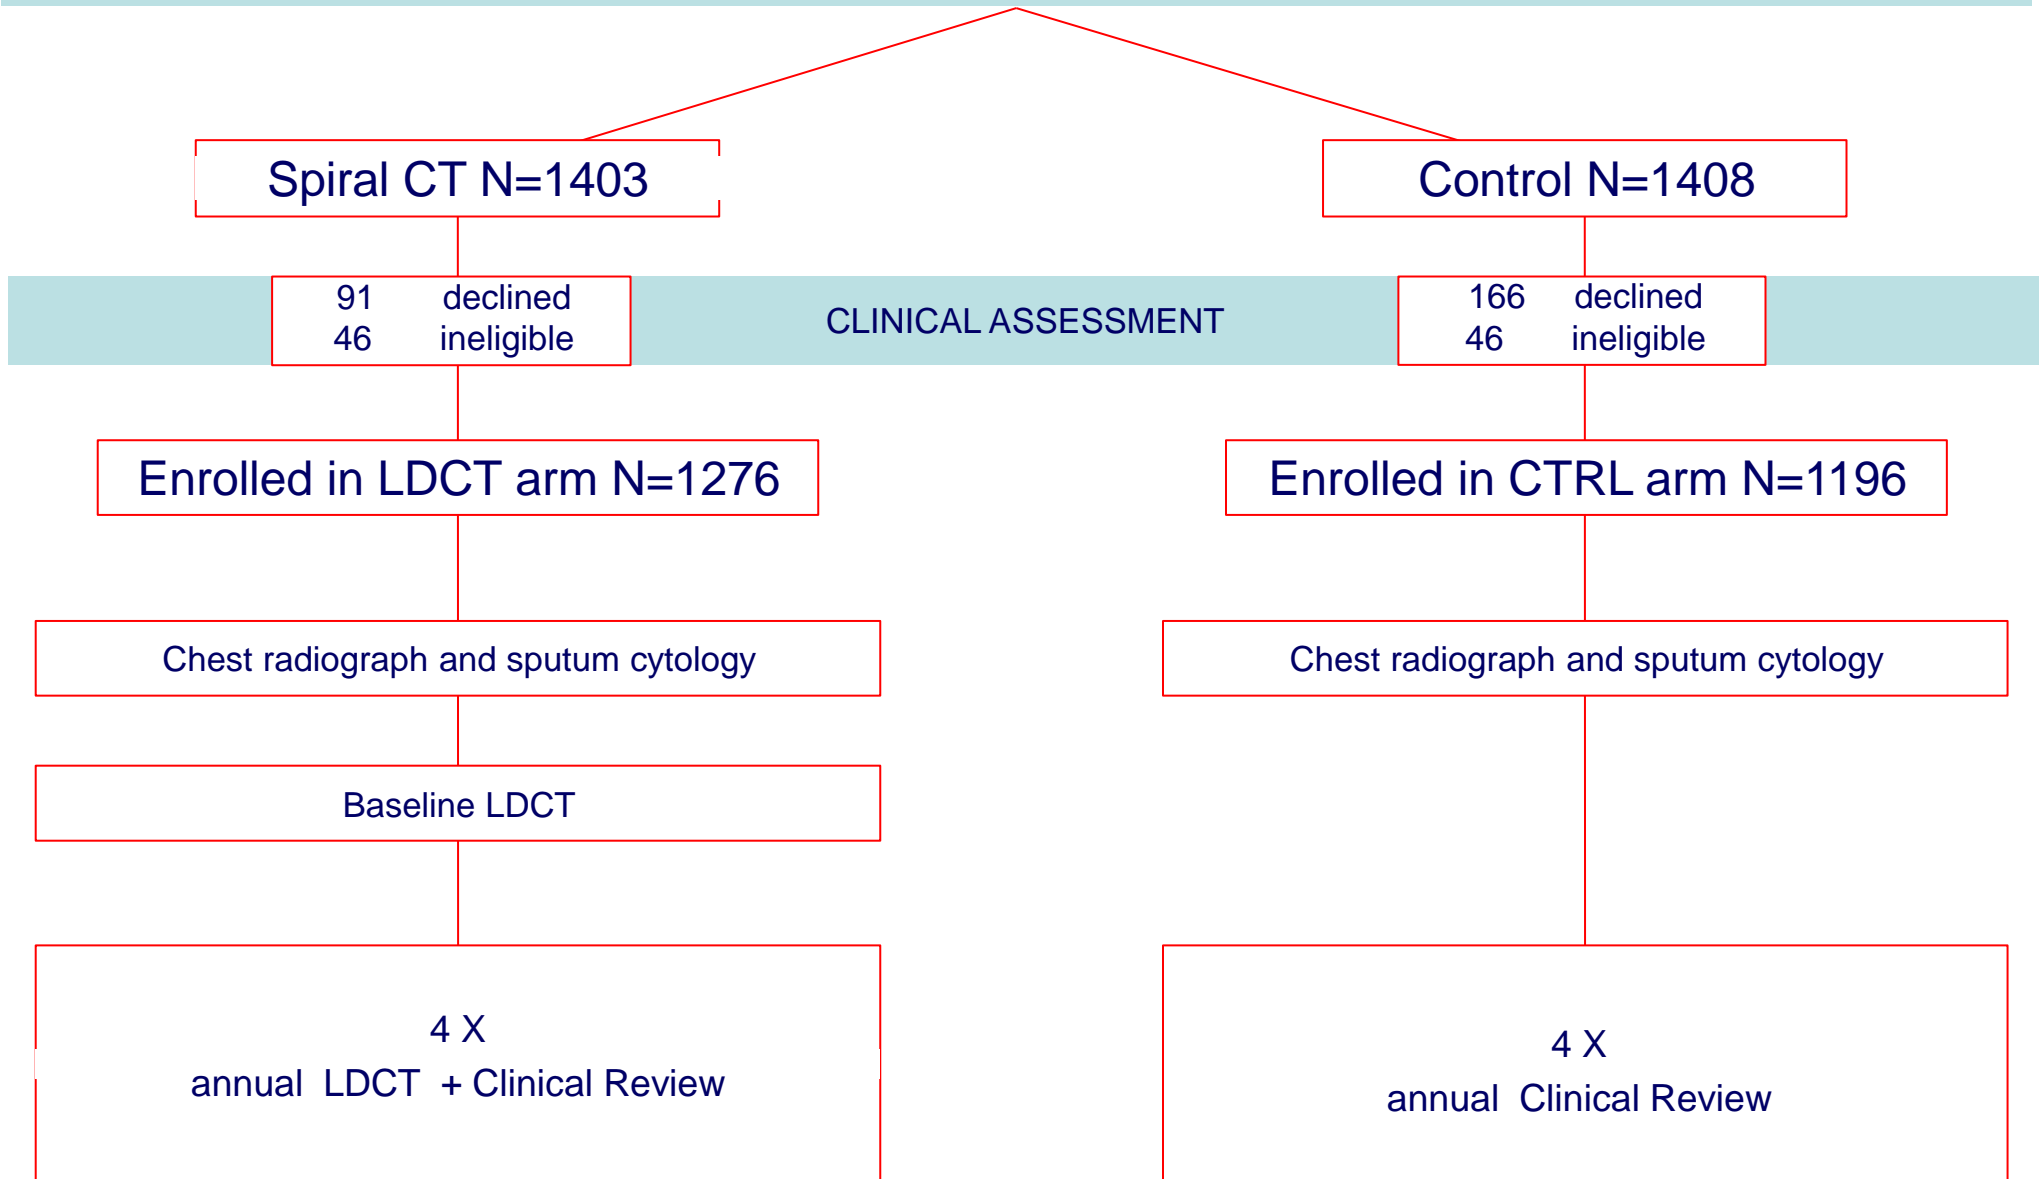 Spiral CT N=1403
Control N=1408
91 declined
46 ineligible
CLINICAL ASSESSMENT
166 declined
46 ineligible
Enrolled in LDCT arm N=1276
Enrolled in CTRL arm N=1196
Chest radiograph and sputum cytology
Chest radiograph and sputum cytology
Baseline LDCT
4 X
annual LDCT + Clinical Review
4 X
annual Clinical Review